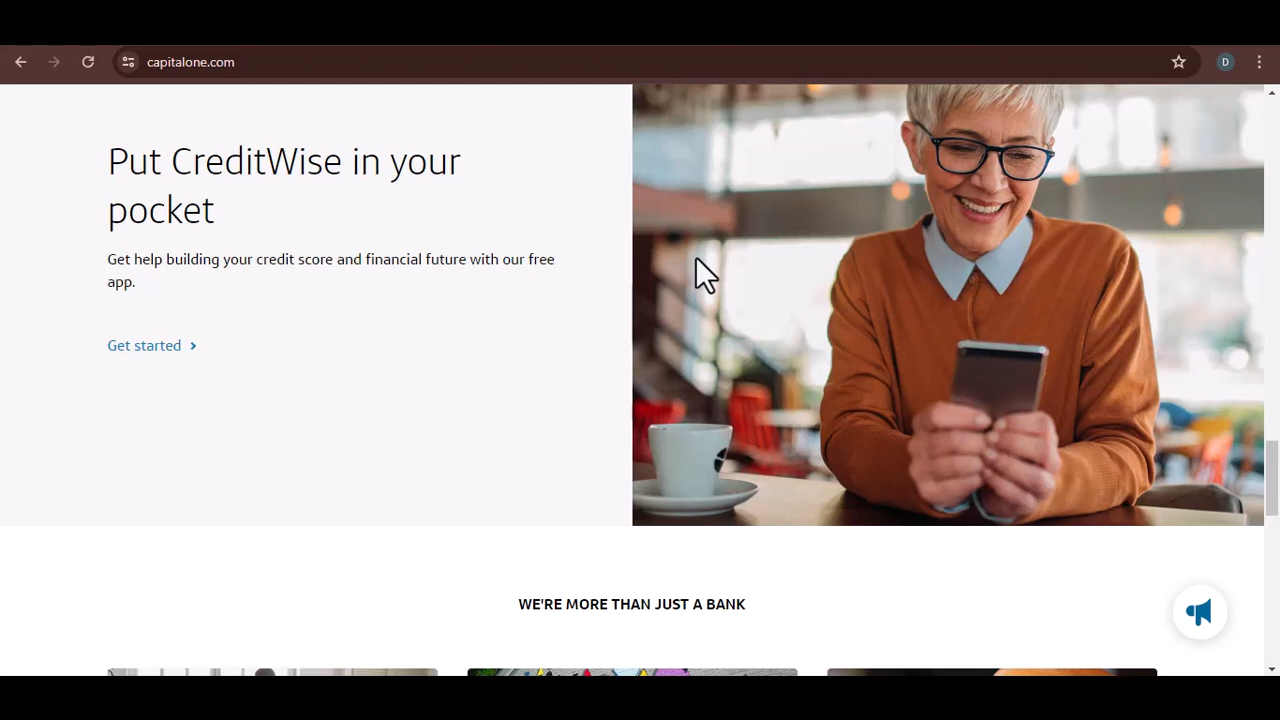 capitalone.com
D
Put CreditWise in your
pocket
Get help building your credit score and financial future with our free
app.
Get started
WE'RE MORE THAN JUST A BANK